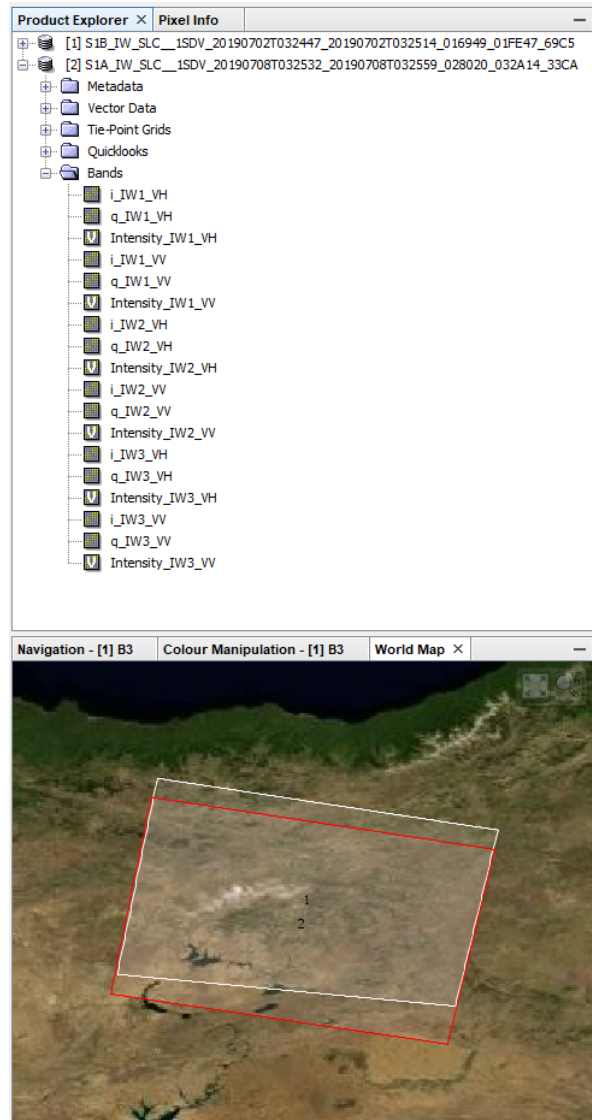 Product Explorer × Pixel Info
[1] S1B_IW_SLC__1SDV_20190702T032447_20190702T032514_016949_01FE47_69C5
[2] S1A_IW_SLC__1SDV_20190708T032532_20190708T032559_028020_032A14_33CA
Metadata
Vector Data
Tie-Point Grids
Quicklooks
Bands
i_IW1_VH
q_IW1_VH
Intensity_IW1_VH
i_IW1_VV
q_IW1_VV
Intensity_IW1_VV
i_IW2_VH
q_IW2_VH
Intensity_IW2_VH
i_IW2_VV
q_IW2_VV
Intensity_IW2_VV
i_IW3_VH
q_IW3_VH
Intensity_IW3_VH
i_IW3_VV
q_IW3_VV
Intensity_IW3_VV
Navigation - [1] B3 Colour Manipulation - [1] B3 World Map ×
1
2